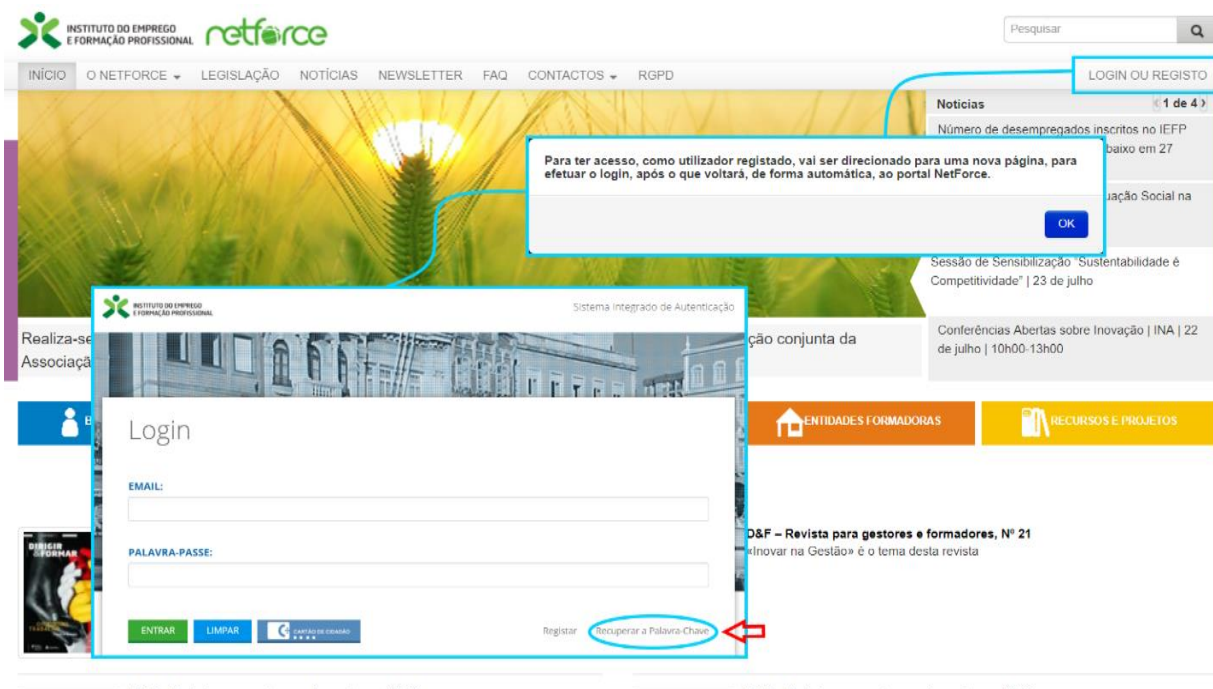 INSTITUTO DO EMPREGO
E FORMAÇÃO PROFISSIONAL
netforce
Pesquisar
INÍCIO O NETFORCE LEGISLAÇÃO NOTÍCIAS NEWSLETTER FAQ CONTACTOS RGPD LOGIN OU REGISTO
Noticias
1 de 4
Número de desempregados inscritos no IEFP
baixo em 27
uação Social na
Para ter acesso, como utilizador registado, vai ser direcionado para uma nova página, para
efetuar o login, após o que voltará, de forma automática, ao portal NetForce.
OK
Sessão de Sensibilização "Sustentabilidade e
Competitividade" | 23 de julho
Conferências Abertas sobre Inovação | INA | 22
de julho | 10h00-13h00
Realiza-se
ção conjunta da
Associaçã
INSTITUTO DO EMPREGO
E FORMAÇÃO PROFISSIONAL
Sistema Integrado de Autenticação
Login
EMAIL:
PALAVRA-PASSE:
ENTRAR LIMPAR CARTÃO DE CIDADÃO
Registar Recuperar a Palavra-Chave
ENTIDADES FORMADORAS
RECURSOS E PROJETOS
DIRIGIR
&FORMAR
D&F – Revista para gestores e formadores, Nº 21
«Inovar na Gestão» é o tema desta revista